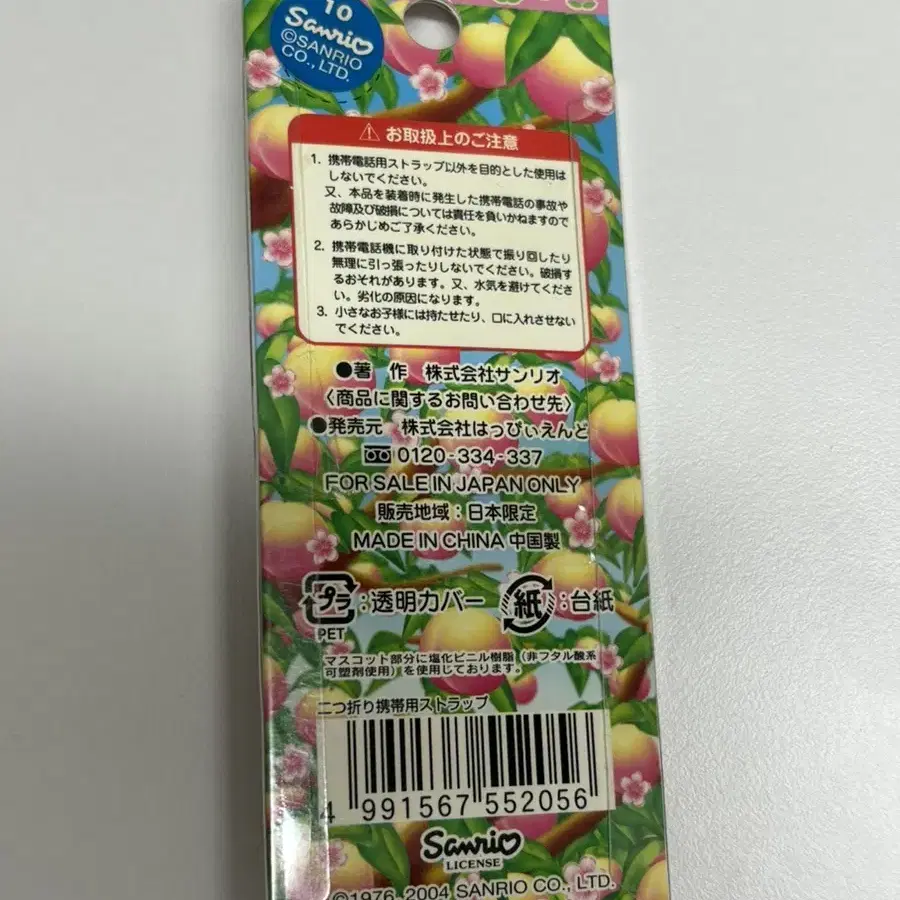 10
Sanrio
©SANRIO
CO., LTD.
⚠お取扱上のご注意
1. 携帯電話用ストラップ以外を目的とした使用は
しないでください。
又、本品を装着時に発生した携帯電話の事故や
故障及び破損については責任を負いかねますので
あらかじめご了承ください。
2. 携帯電話機に取り付けた状態で振り回したり
無理に引っ張ったりしないでください。破損す
るおそれがあります。又、水気を避けてくださ
い。劣化の原因になります。
3. 小さなお子様には持たせたり、口に入れさせない
でください。
●著 作 株式会社サンリオ
〈商品に関するお問い合わせ先〉
●発売元 株式会社はっぴぃえんど
0120-334-337
FOR SALE IN JAPAN ONLY
販売地域：日本限定
MADE IN CHINA 中国製
プラ：透明カバー 紙：台紙
PET
マスコット部分に塩化ビニル樹脂（非フタル酸系
可塑剤使用）を使用しております。
二つ折り携帯用ストラップ
4 991567 552056
Sanrio
LICENSE
©1976, 2004 SANRIO CO., LTD.